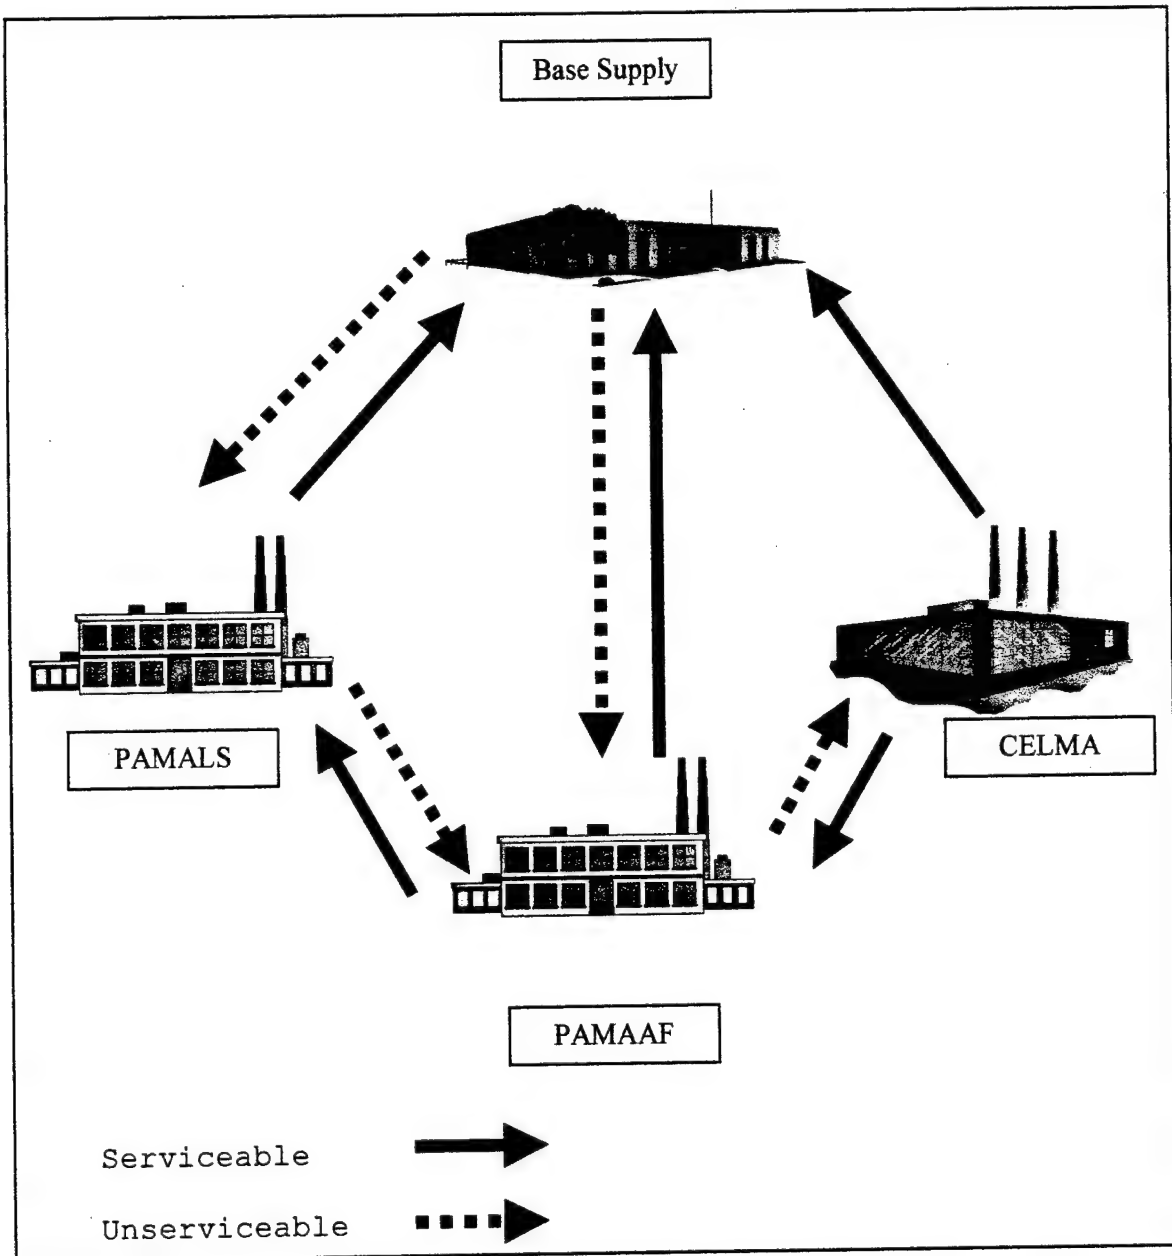 Base Supply
PAMALS
CELMA
PAMAAF
Serviceable
Unserviceable